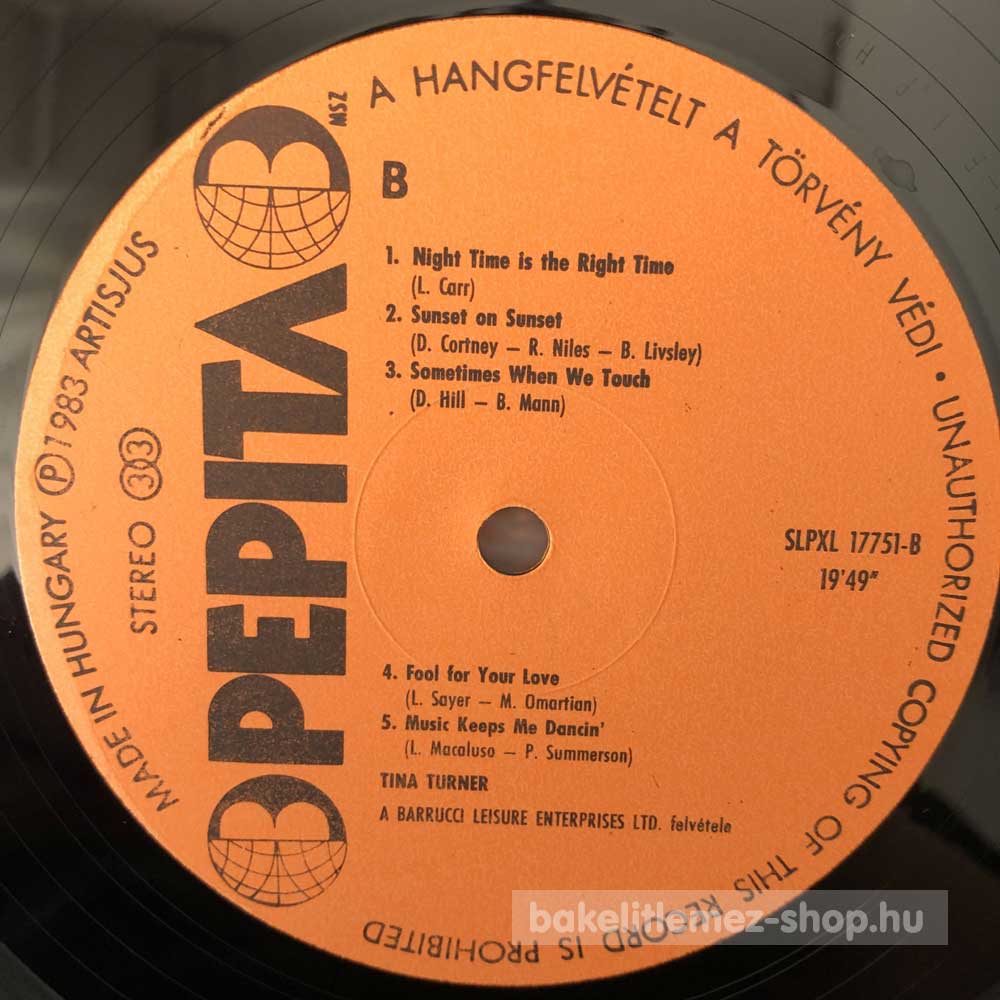 A HANGFELVÉTELT A TÖRVÉNY VÉDI • UNAUTHORIZED COPYING OF THIS RECORD IS PROHIBITED
MADE IN HUNGARY Ⓟ 1983 ARTISJUS
STEREO 33
PEPITA
MSZ
B
1. Night Time is the Right Time
(L. Carr)
2. Sunset on Sunset
(D. Cortney – R. Niles – B. Livsley)
3. Sometimes When We Touch
(D. Hill – B. Mann)
SLPXL 17751-B
19'49"
4. Fool for Your Love
(L. Sayer – M. Omartian)
5. Music Keeps Me Dancin'
(L. Macaluso – P. Summerson)
TINA TURNER
A BARRUCCI LEISURE ENTERPRISES LTD. felvétele
bakelitlemez-shop.hu